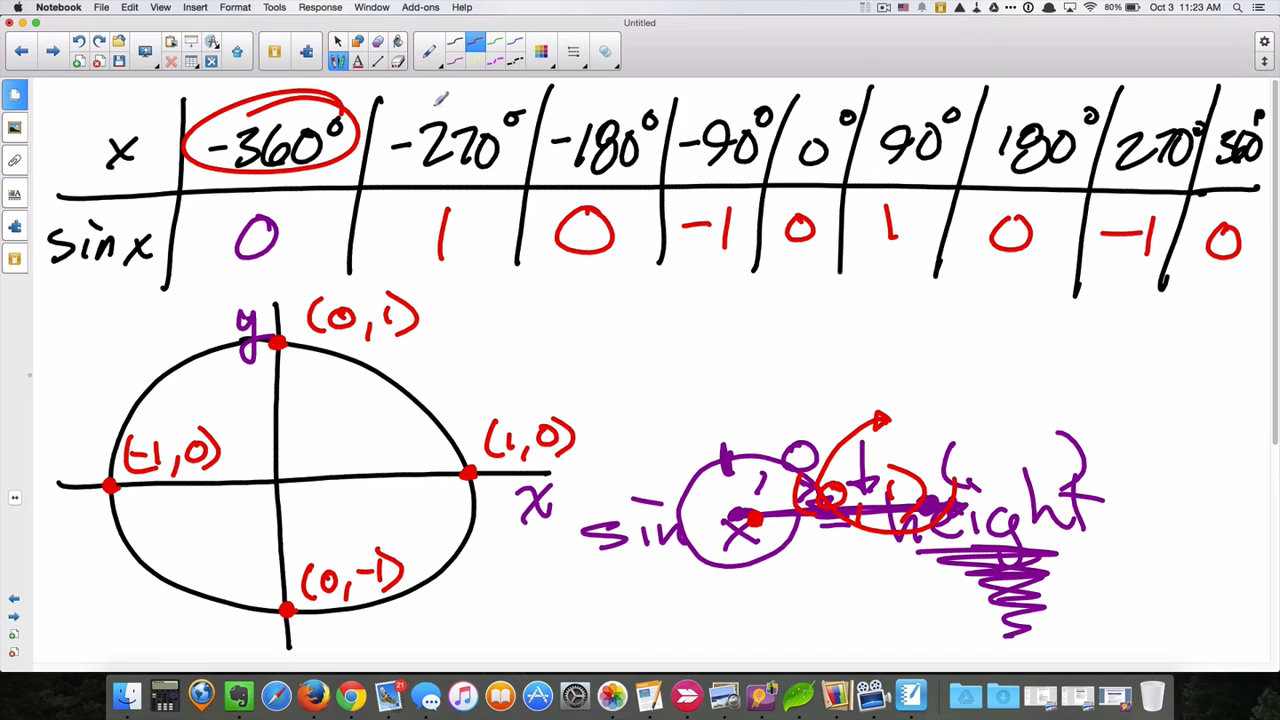 Notebook File Edit View Insert Format Tools Response Window Add-ons Help 80% Oct 3 11:23 AM
Untitled
x -360° -270° -180° -90° 0° 90° 180° 270° 360°
sin x 0 1 0 -1 0 1 0 -1 0
y (0,1)
(-1,0) (1,0)
x
sin x = height
(0,-1)
21